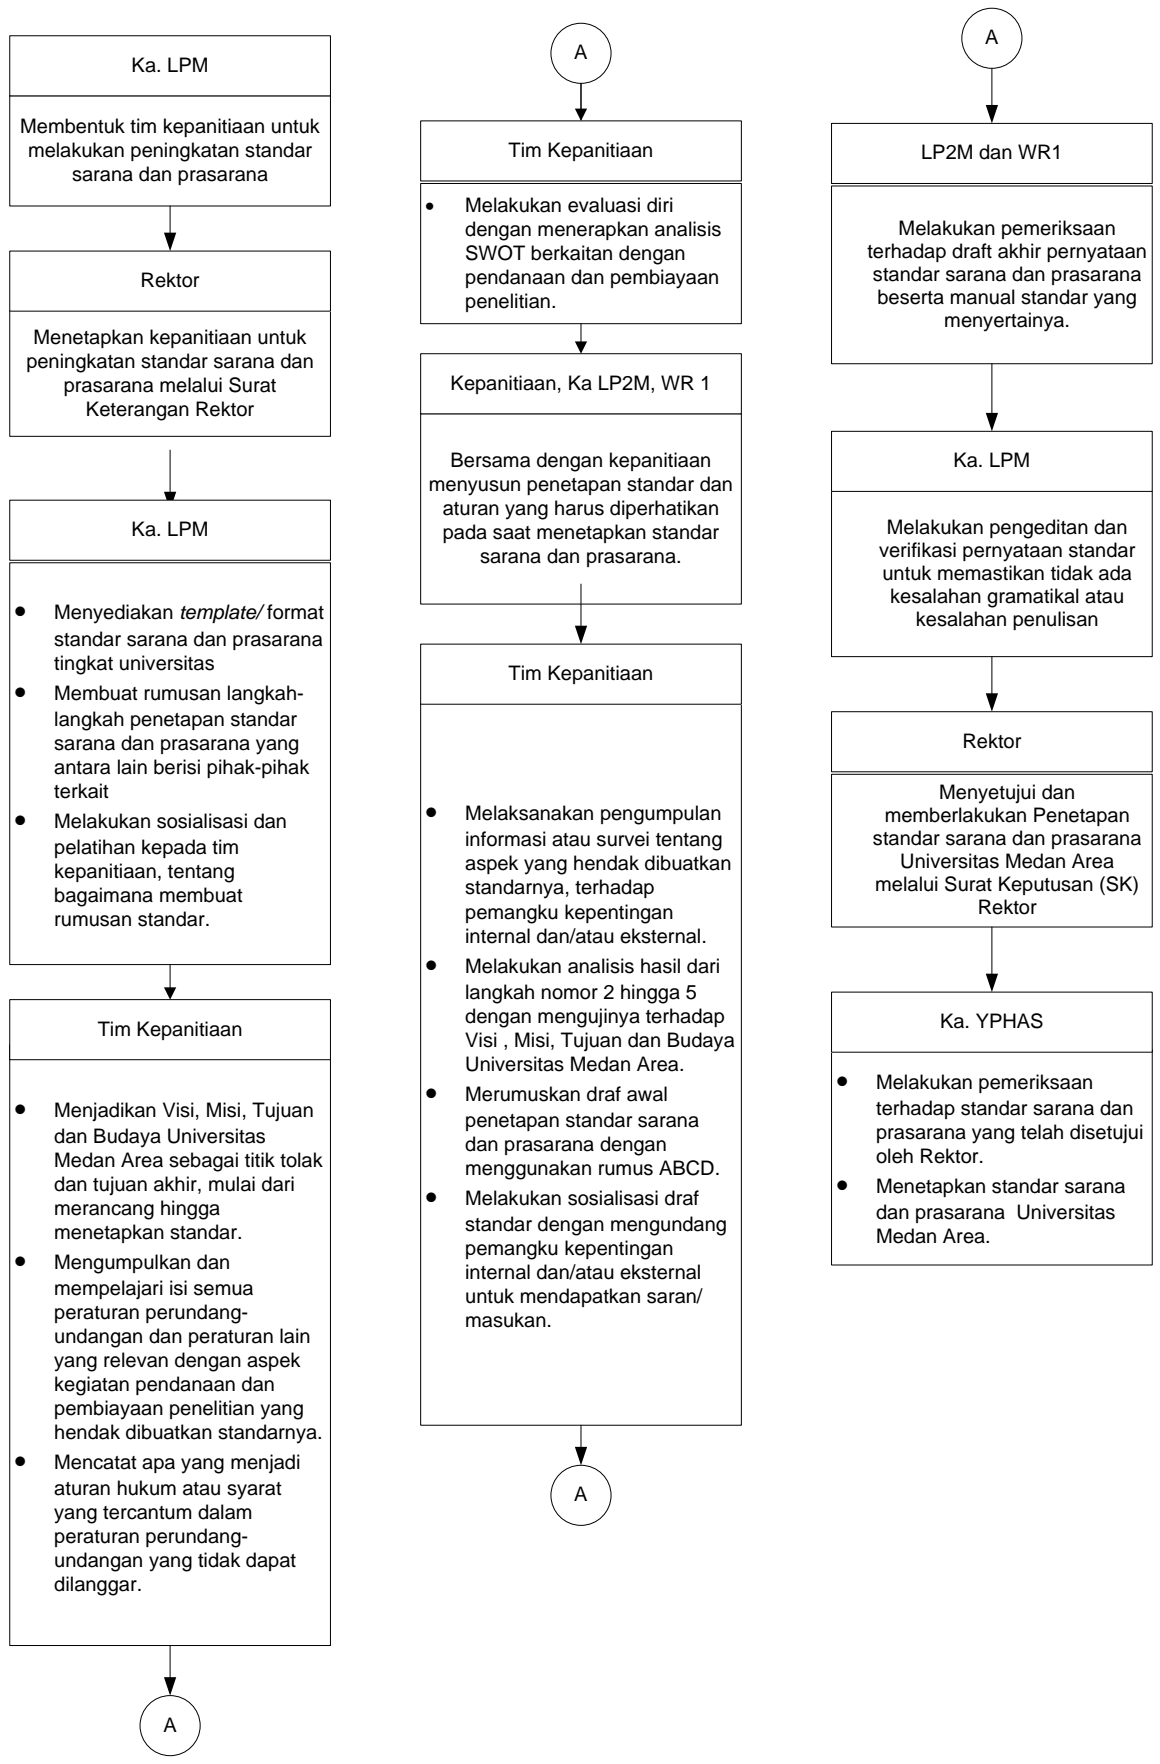 Ka. LPM
Membentuk tim kepanitiaan untuk
melakukan peningkatan standar
sarana dan prasarana
Rektor
Menetapkan kepanitiaan untuk
peningkatan standar sarana dan
prasarana melalui Surat
Keterangan Rektor
Ka. LPM
• Menyediakan template/ format
standar sarana dan prasarana
tingkat universitas
• Membuat rumusan langkah-
langkah penetapan standar
sarana dan prasarana yang
antara lain berisi pihak-pihak
terkait
• Melakukan sosialisasi dan
pelatihan kepada tim
kepanitiaan, tentang
bagaimana membuat
rumusan standar.
Tim Kepanitiaan
• Menjadikan Visi, Misi, Tujuan
dan Budaya Universitas
Medan Area sebagai titik tolak
dan tujuan akhir, mulai dari
merancang hingga
menetapkan standar.
• Mengumpulkan dan
mempelajari isi semua
peraturan perundang-
undangan dan peraturan lain
yang relevan dengan aspek
kegiatan pendanaan dan
pembiayaan penelitian yang
hendak dibuatkan standarnya.
• Mencatat apa yang menjadi
aturan hukum atau syarat
yang tercantum dalam
peraturan perundang-
undangan yang tidak dapat
dilanggar.
A
A
Tim Kepanitiaan
• Melakukan evaluasi diri
dengan menerapkan analisis
SWOT berkaitan dengan
pendanaan dan pembiayaan
penelitian.
Kepanitiaan, Ka LP2M, WR 1
Bersama dengan kepanitiaan
menyusun penetapan standar dan
aturan yang harus diperhatikan
pada saat menetapkan standar
sarana dan prasarana.
Tim Kepanitiaan
• Melaksanakan pengumpulan
informasi atau survei tentang
aspek yang hendak dibuatkan
standarnya, terhadap
pemangku kepentingan
internal dan/atau eksternal.
• Melakukan analisis hasil dari
langkah nomor 2 hingga 5
dengan mengujinya terhadap
Visi , Misi, Tujuan dan Budaya
Universitas Medan Area.
• Merumuskan draf awal
penetapan standar sarana
dan prasarana dengan
menggunakan rumus ABCD.
• Melakukan sosialisasi draf
standar dengan mengundang
pemangku kepentingan
internal dan/atau eksternal
untuk mendapatkan saran/
masukan.
A
A
LP2M dan WR1
Melakukan pemeriksaan
terhadap draft akhir pernyataan
standar sarana dan prasarana
beserta manual standar yang
menyertainya.
Ka. LPM
Melakukan pengeditan dan
verifikasi pernyataan standar
untuk memastikan tidak ada
kesalahan gramatikal atau
kesalahan penulisan
Rektor
Menyetujui dan
memberlakukan Penetapan
standar sarana dan prasarana
Universitas Medan Area
melalui Surat Keputusan (SK)
Rektor
Ka. YPHAS
• Melakukan pemeriksaan
terhadap standar sarana dan
prasarana yang telah disetujui
oleh Rektor.
• Menetapkan standar sarana
dan prasarana  Universitas
Medan Area.